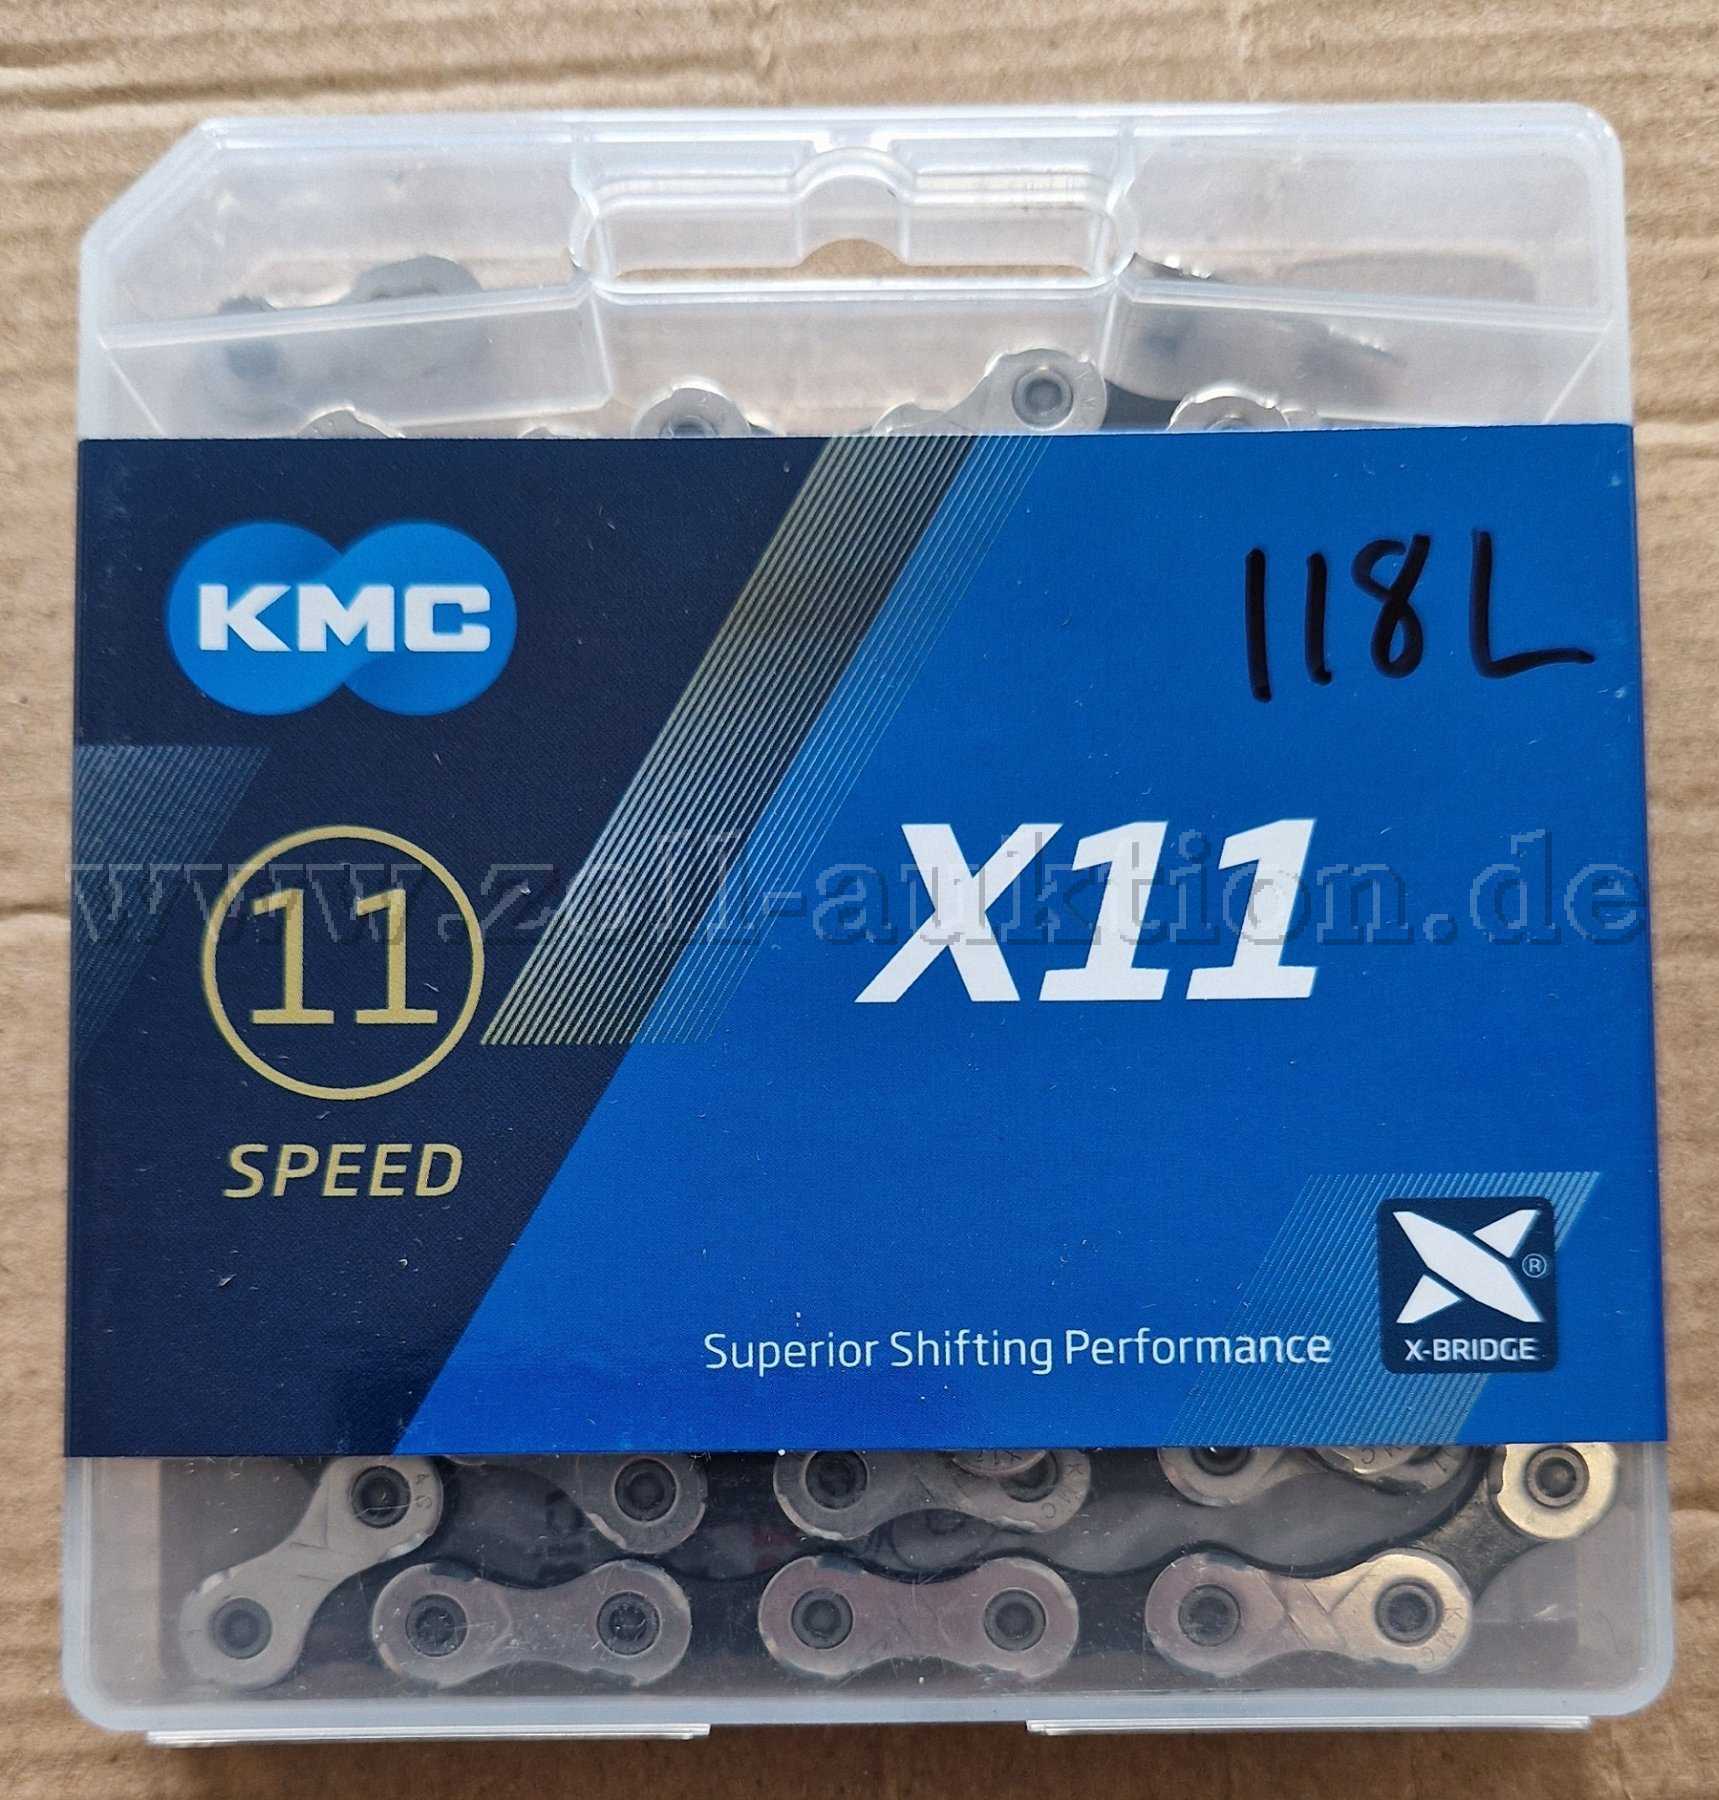 KMC
118L
11
X11
SPEED
www.zoll-auktion.de
Superior Shifting Performance
X-BRIDGE
®